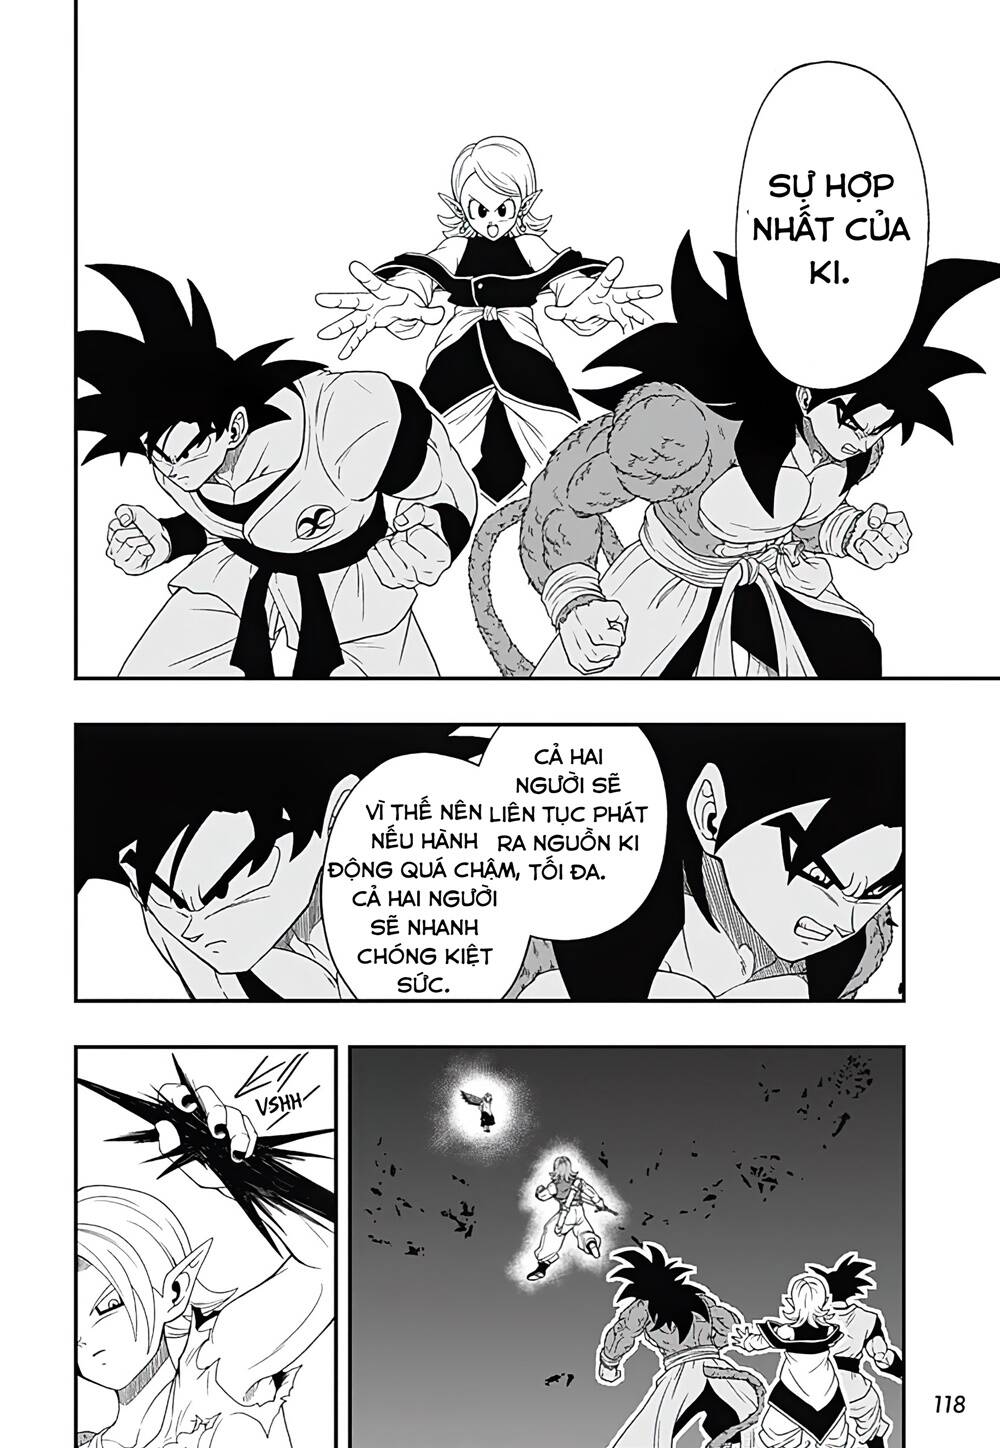 SỰ HỢP
NHẤT CỦA
KI.
CẢ HAI
NGƯỜI SẼ
LIÊN TỤC PHÁT
RA NGUỒN KI
TỐI ĐA.
VÌ THẾ NÊN
NẾU HÀNH
ĐỘNG QUÁ CHẬM,
CẢ HAI NGƯỜI
SẼ NHANH
CHÓNG KIỆT
SỨC.
VSHH
118